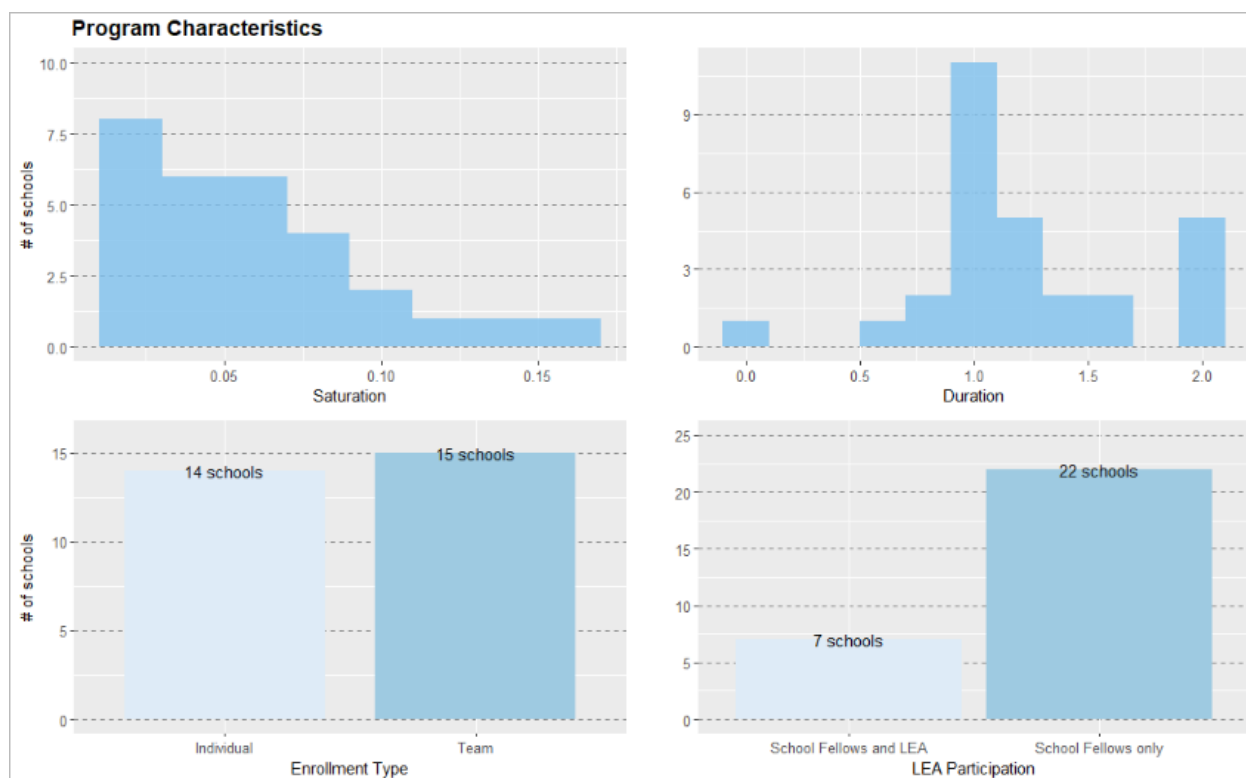 Program Characteristics
# of schools
10.0
7.5
5.0
2.5
0.0
0.05 0.10 0.15
Saturation
9
6
3
0
0.0 0.5 1.0 1.5 2.0
Duration
# of schools
15
10
5
0
14 schools
15 schools
Individual Team
Enrollment Type
25
20
15
10
5
0
7 schools
22 schools
School Fellows and LEA School Fellows only
LEA Participation